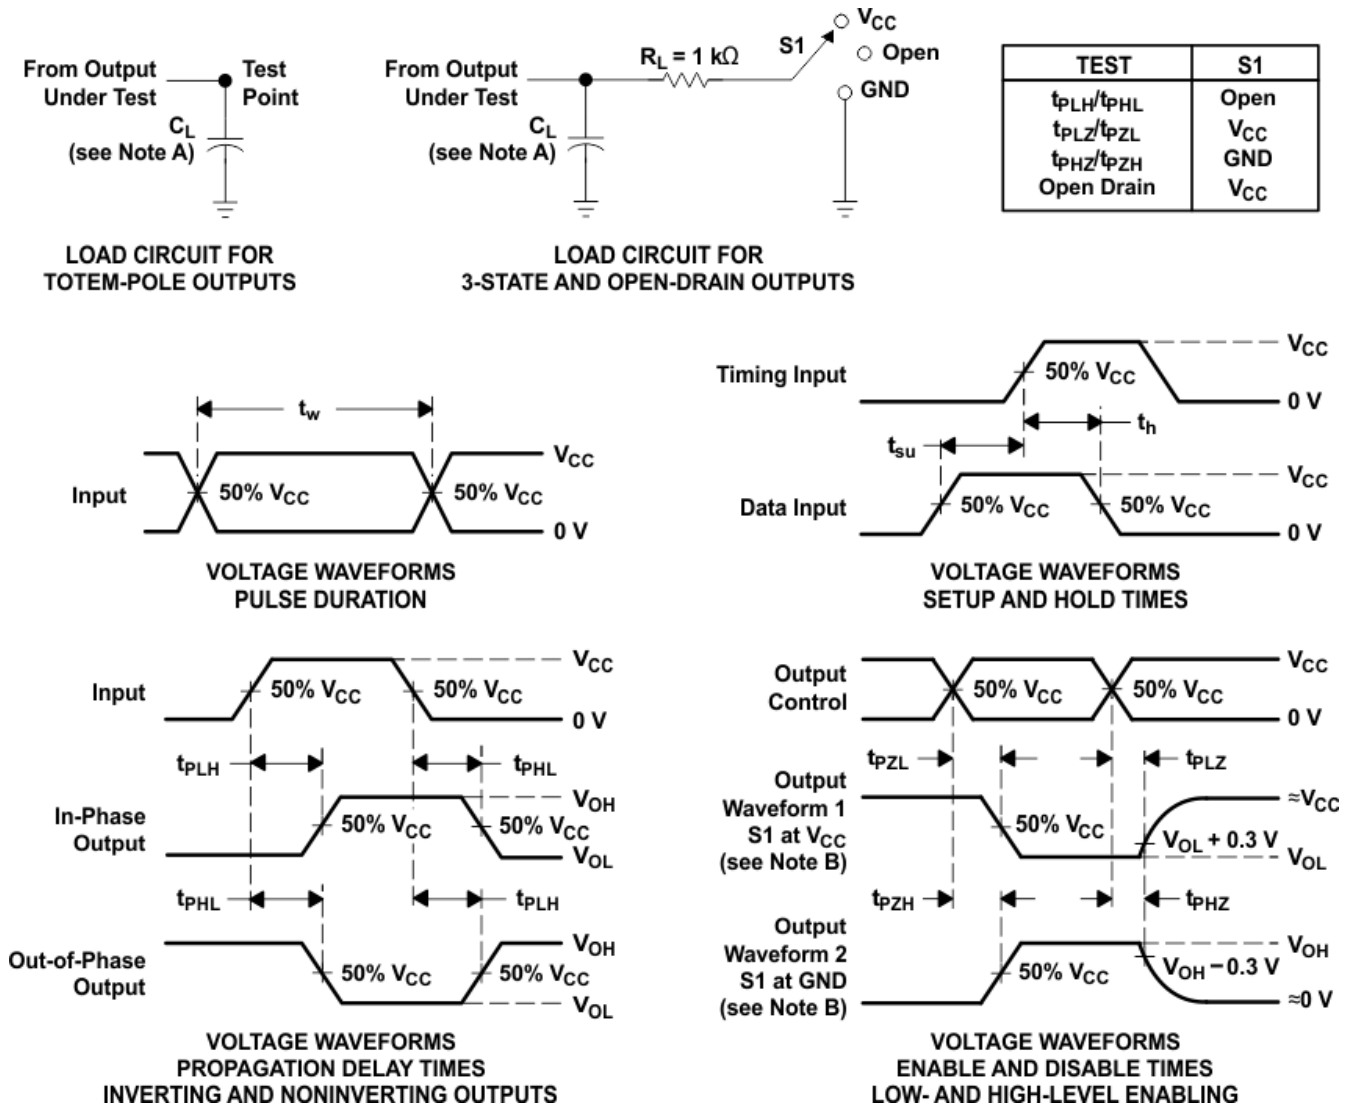 From Output
Under Test
Test
Point
CL
(see Note A)
LOAD CIRCUIT FOR
TOTEM-POLE OUTPUTS
From Output
Under Test
RL = 1 kΩ
S1
VCC
Open
GND
CL
(see Note A)
LOAD CIRCUIT FOR
3-STATE AND OPEN-DRAIN OUTPUTS
TEST S1
tPLH/tPHL Open
tPLZ/tPZL VCC
tPHZ/tPZH GND
Open Drain VCC
tw
Input
50% VCC
50% VCC
VCC
0 V
VOLTAGE WAVEFORMS
PULSE DURATION
Timing Input
50% VCC
VCC
0 V
tsu
th
Data Input
50% VCC
50% VCC
VCC
0 V
VOLTAGE WAVEFORMS
SETUP AND HOLD TIMES
Input
50% VCC
50% VCC
VCC
0 V
tPLH
tPHL
In-Phase
Output
50% VCC
50% VCC
VOH
VOL
tPHL
tPLH
Out-of-Phase
Output
50% VCC
50% VCC
VOH
VOL
VOLTAGE WAVEFORMS
PROPAGATION DELAY TIMES
INVERTING AND NONINVERTING OUTPUTS
Output
Control
50% VCC
50% VCC
VCC
0 V
tPZL
tPLZ
Output
Waveform 1
S1 at VCC
(see Note B)
50% VCC
VOL + 0.3 V
≈VCC
VOL
tPZH
tPHZ
Output
Waveform 2
S1 at GND
(see Note B)
50% VCC
VOH − 0.3 V
VOH
≈0 V
VOLTAGE WAVEFORMS
ENABLE AND DISABLE TIMES
LOW- AND HIGH-LEVEL ENABLING